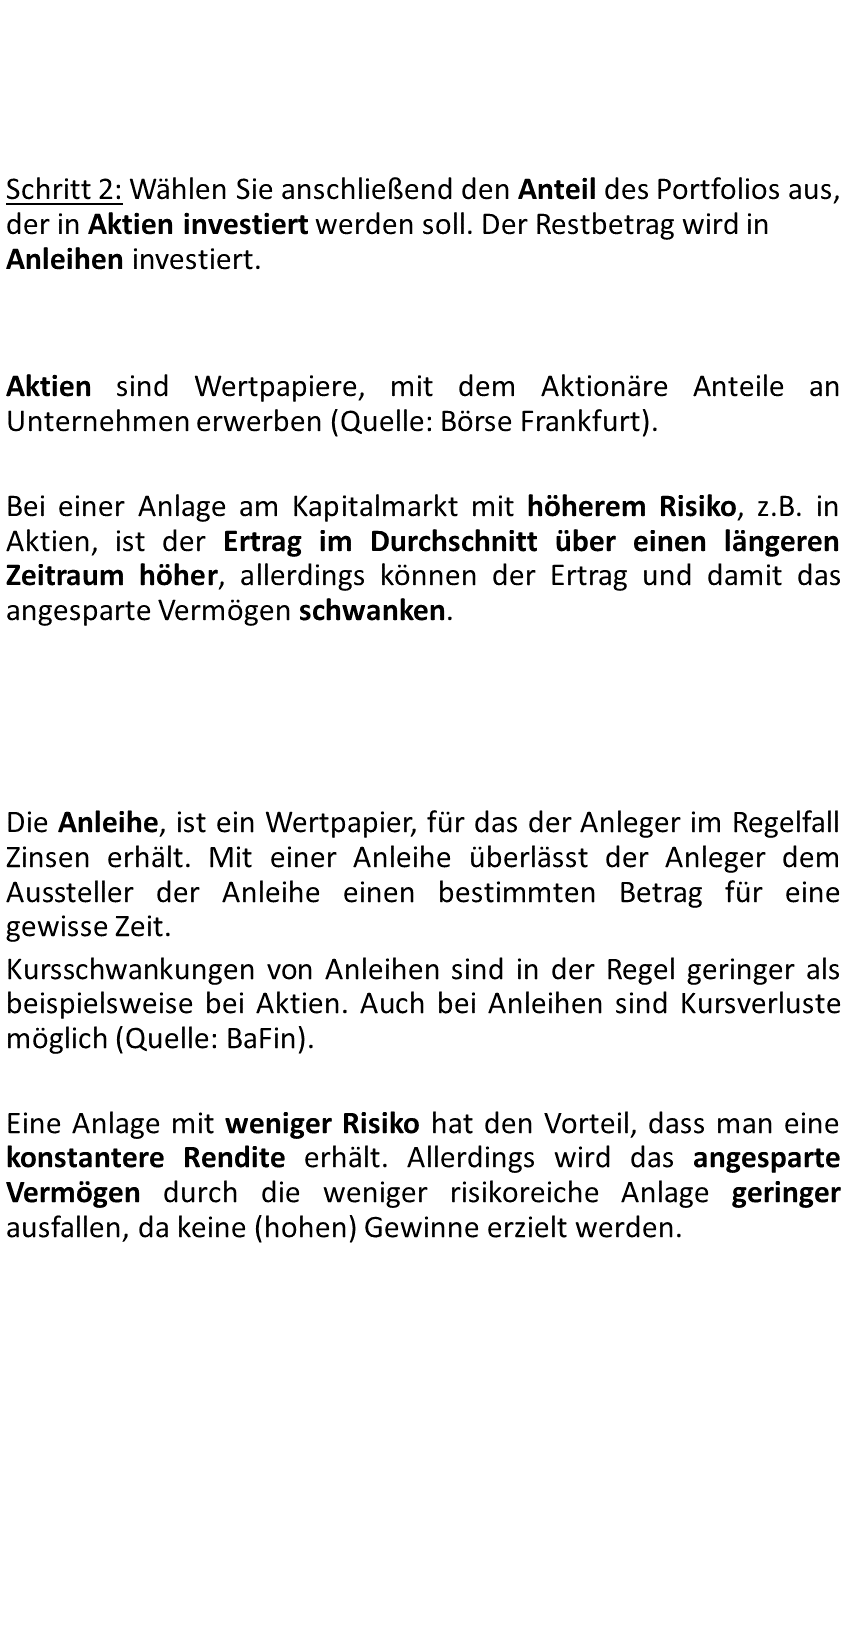 Schritt 2: Wählen Sie anschließend den Anteil des Portfolios aus,
der in Aktien investiert werden soll. Der Restbetrag wird in
Anleihen investiert.
Aktien sind Wertpapiere, mit dem Aktionäre Anteile an
Unternehmen erwerben (Quelle: Börse Frankfurt).
Bei einer Anlage am Kapitalmarkt mit höherem Risiko, z.B. in
Aktien, ist der Ertrag im Durchschnitt über einen längeren
Zeitraum höher, allerdings können der Ertrag und damit das
angesparte Vermögen schwanken.
Die Anleihe, ist ein Wertpapier, für das der Anleger im Regelfall
Zinsen erhält. Mit einer Anleihe überlässt der Anleger dem
Aussteller der Anleihe einen bestimmten Betrag für eine
gewisse Zeit.
Kursschwankungen von Anleihen sind in der Regel geringer als
beispielsweise bei Aktien. Auch bei Anleihen sind Kursverluste
möglich (Quelle: BaFin).
Eine Anlage mit weniger Risiko hat den Vorteil, dass man eine
konstantere Rendite erhält. Allerdings wird das angesparte
Vermögen durch die weniger risikoreiche Anlage geringer
ausfallen, da keine (hohen) Gewinne erzielt werden.